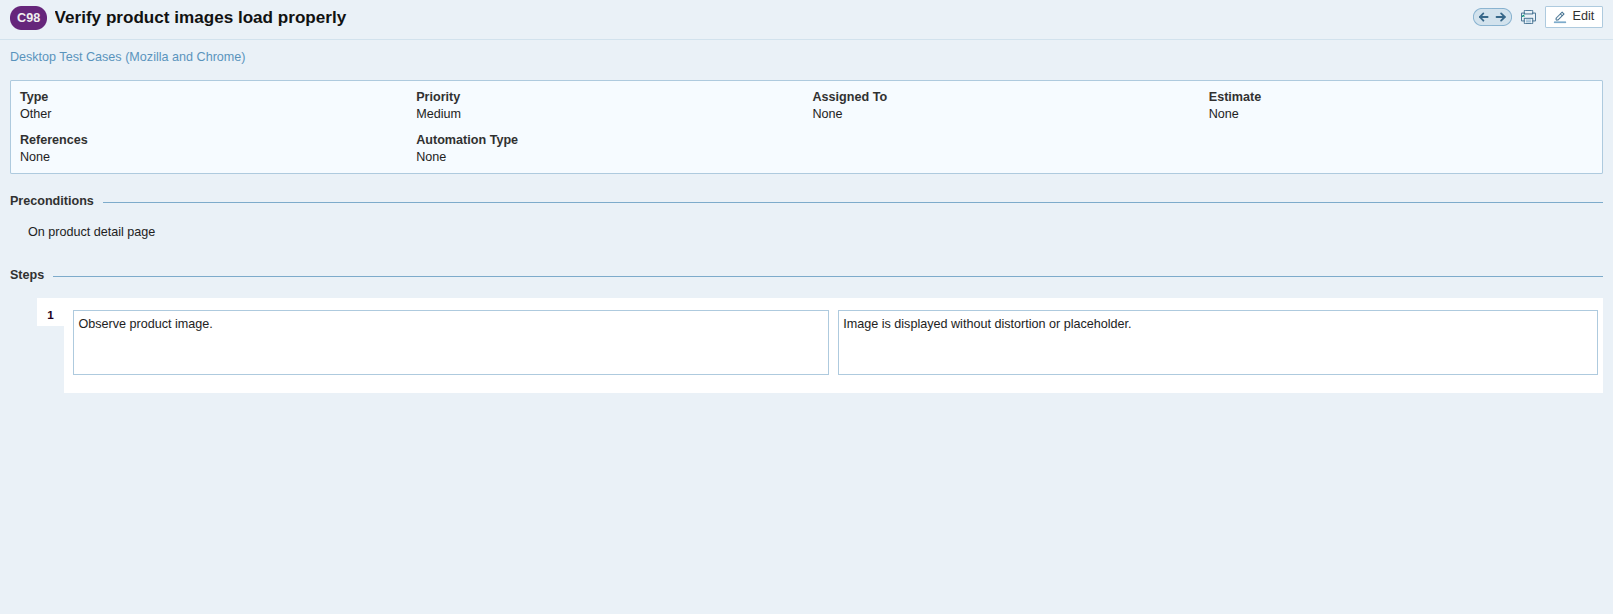 C98 Verify product images load properly
Edit
Desktop Test Cases (Mozilla and Chrome)
Type
Other
Priority
Medium
Assigned To
None
Estimate
None
References
None
Automation Type
None
Preconditions
On product detail page
Steps
1
Observe product image.
Image is displayed without distortion or placeholder.